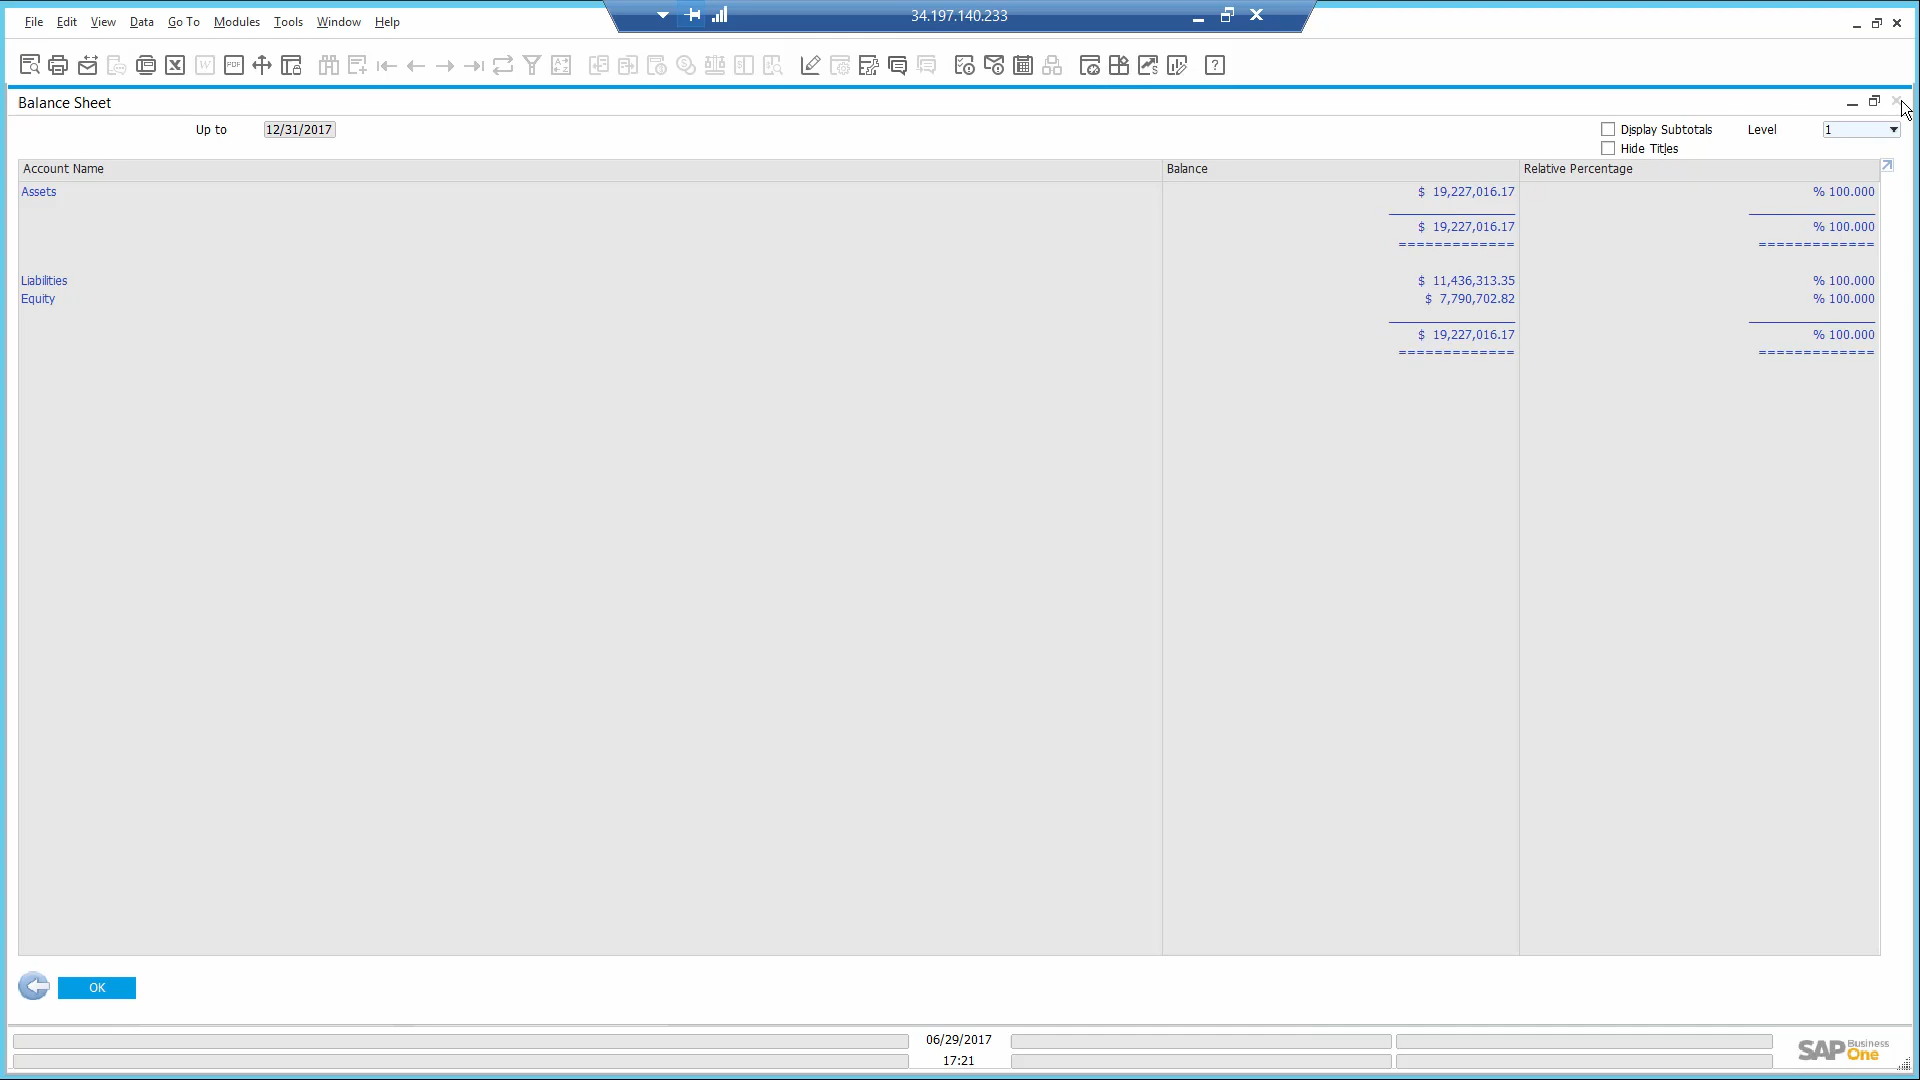 34.197.140.233
File Edit View Data Go To Modules Tools Window Help
Balance Sheet
Up to 12/31/2017 Display Subtotals Level 1
Hide Titles
Account Name Balance Relative Percentage
Assets $ 19,227,016.17 % 100.000
$ 19,227,016.17 % 100.000
============= =============
Liabilities $ 11,436,313.35 % 100.000
Equity $ 7,790,702.82 % 100.000
$ 19,227,016.17 % 100.000
============= =============
OK
06/29/2017
17:21
SAP Business One